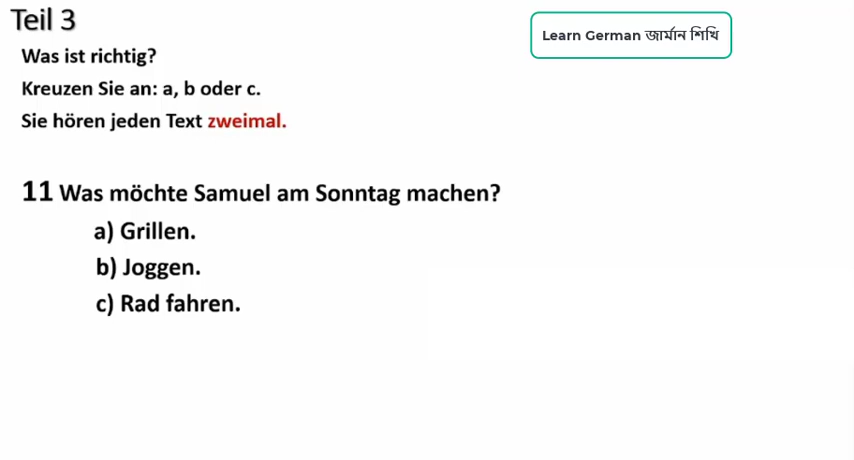 Teil 3
Learn German জার্মান শিখি
Was ist richtig?
Kreuzen Sie an: a, b oder c.
Sie hören jeden Text zweimal.
11 Was möchte Samuel am Sonntag machen?
a) Grillen.
b) Joggen.
c) Rad fahren.